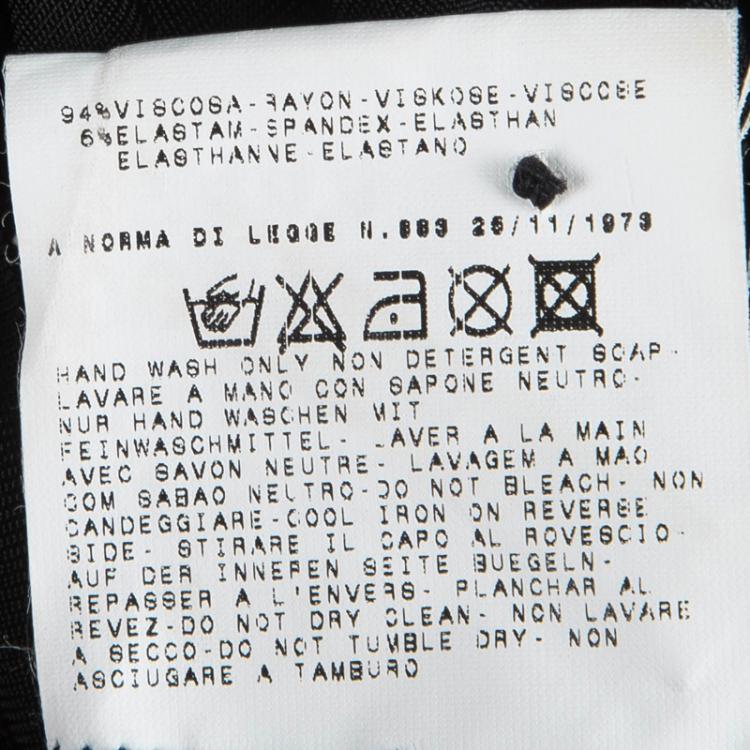 94%VISCOSA-RAYON-VISKOSE-VISCOSE
6%ELASTAM-SPANDEX-ELASTHAN
ELASTHANNE-ELASTANO
A NORMA DI LEGGE N.883 26/11/1973
HAND WASH ONLY NON DETERGENT SOAP-
LAVARE A MANO CON SAPONE NEUTRO-
NUR HAND WASCHEN MIT
FEINWASCHMITTEL- LAVER A LA MAIN
AVEC SAVON NEUTRE- LAVAGEM A MAO
COM SABAO NEUTRO-DO NOT BLEACH- NON
CANDEGGIARE-COOL IRON ON REVERSE
SIDE- STIRARE IL CAPO AL ROVESCIO-
AUF DER INNEREN SEITE BUEGELN-
REPASSER A L'ENVERS- PLANCHAR AL
REVEZ-DO NOT DRY CLEAN- NON LAVARE
A SECCO-DO NOT TUMBLE DRY- NON
ASCIUGARE A TAMBURO